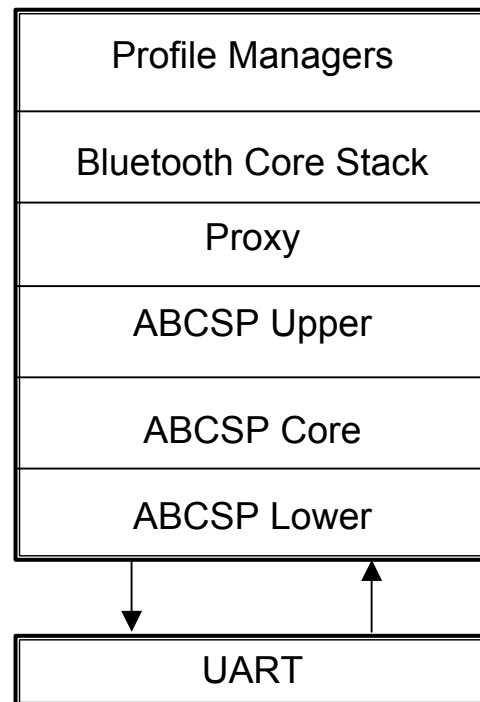 Profile Managers
Bluetooth Core Stack
Proxy
ABCSP Upper
ABCSP Core
ABCSP Lower
UART